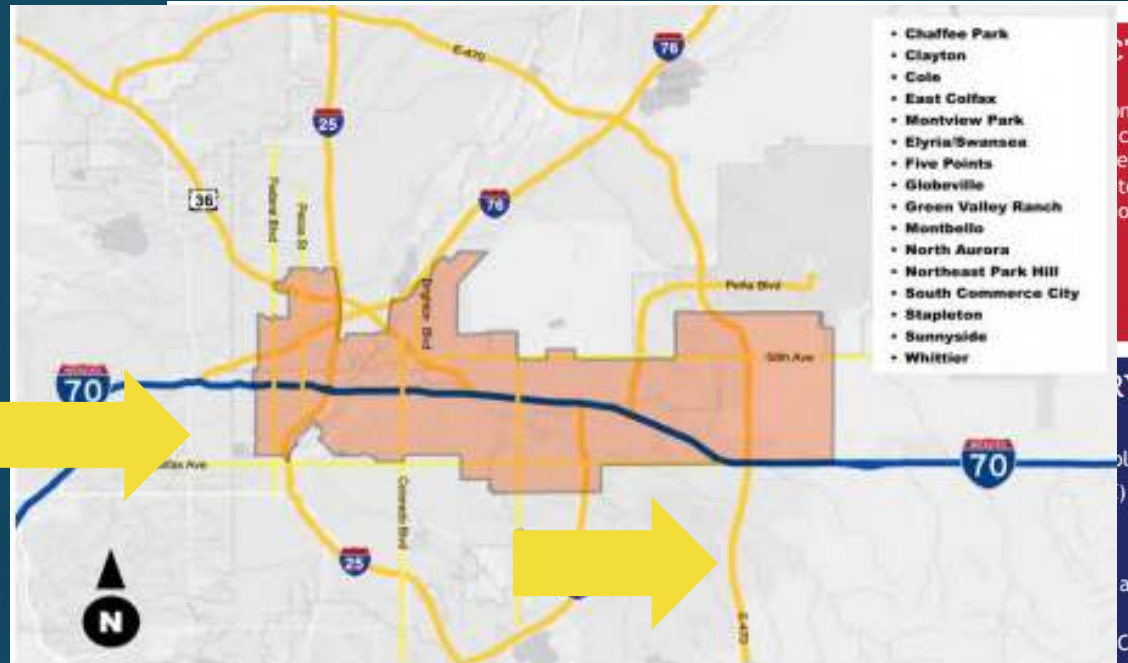 • Chaffee Park
• Clayton
• Cole
• East Colfax
• Montview Park
• Elyria/Swansea
• Five Points
• Globeville
• Green Valley Ranch
• Montbello
• North Aurora
• Northeast Park Hill
• South Commerce City
• Stapleton
• Sunnyside
• Whittier
E-470
76
25
36
Federal Blvd
Pecos St
76
Brighton Blvd
Peña Blvd
56th Ave
70
Ave
70
Colorado Blvd
25
E-470
N